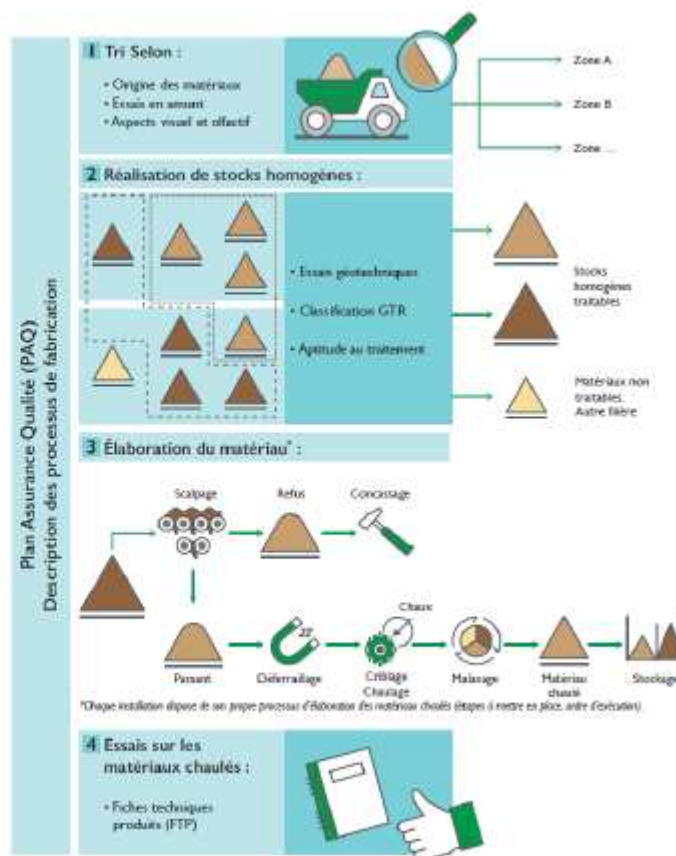 Plan Assurance Qualité (PAQ)
Description des processus de fabrication
1 Tri Selon :
• Origine des matériaux
• Essais en amont
• Aspects visuel et olfactif
Zone A
Zone B
Zone ...
2 Réalisation de stocks homogènes :
• Essais géotechniques
• Classification GTR
• Aptitude au traitement
Stocks
homogènes
traitables
Matériaux non
traitables.
Autre filière
3 Élaboration du matériau* :
Scalpage
Refus
Concassage
Chaux
Passant
Déferraillage
Criblage
Chaulage
Malaxage
Matériau
chaulé
Stockage
*Chaque installation dispose de son propre processus d'élaboration des matériaux chaulés (étapes à mettre en place, ordre d'exécution).
4 Essais sur les
matériaux chaulés :
• Fiches techniques
produits (FTP)